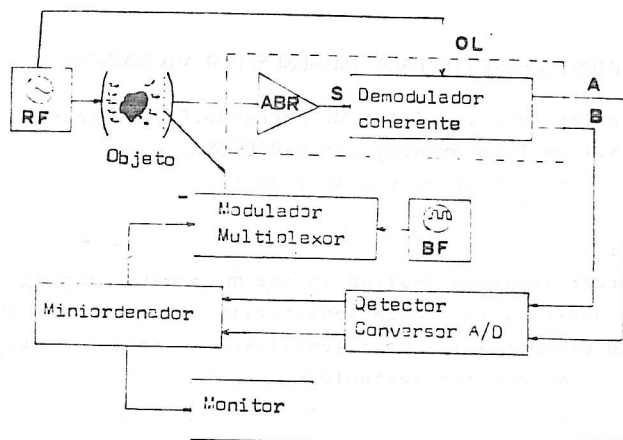 OL
A
RF
ABR
S
Demodulador
coherente
B
Objeto
Modulador
Multiplexor
BF
Miniordenador
Detector
Conversor A/D
Monitor